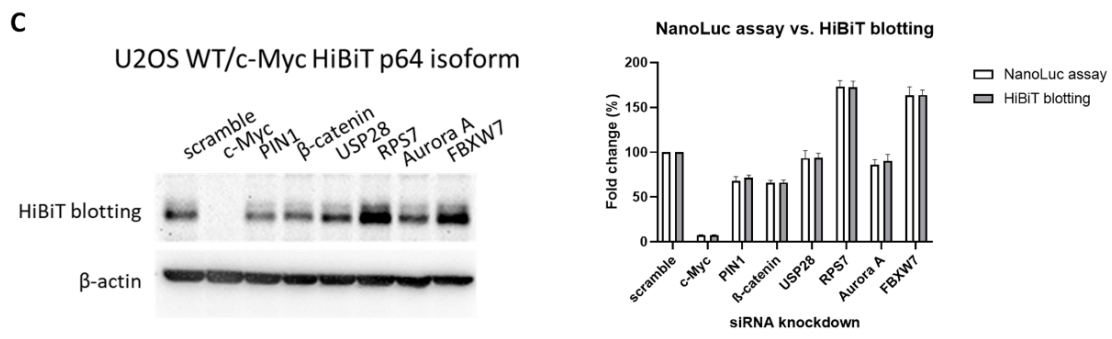 C
U2OS WT/c-Myc HiBiT p64 isoform
scramble
c-Myc
PIN1
β-catenin
USP28
RPS7
Aurora A
FBXW7
HiBiT blotting
β-actin
NanoLuc assay vs. HiBiT blotting
Fold change (%)
200
150
100
50
0
NanoLuc assay
HiBiT blotting
scramble
c-Myc
PIN1
ß-catenin
USP28
RPS7
Aurora A
FBXW7
siRNA knockdown